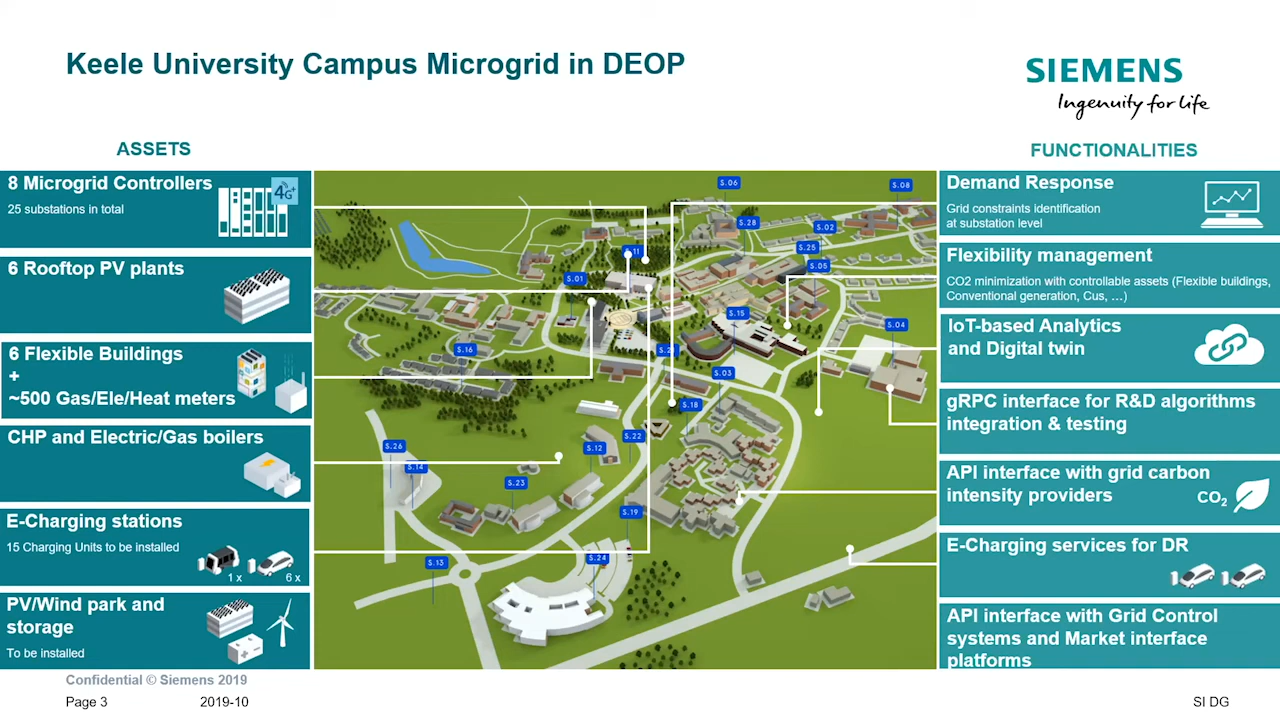 Keele University Campus Microgrid in DEOP
SIEMENS
Ingenuity for life
ASSETS
8 Microgrid Controllers
4G+
25 substations in total
6 Rooftop PV plants
6 Flexible Buildings
+
~500 Gas/Ele/Heat meters
CHP and Electric/Gas boilers
E-Charging stations
15 Charging Units to be installed
1 x
6 x
PV/Wind park and
storage
To be installed
S.06
S.08
S.28
S.02
S.25
S.11
S.05
S.01
S.15
S.04
S.16
S.03
S.18
S.22
S.26
S.12
S.14
S.23
S.19
S.24
S.13
FUNCTIONALITIES
Demand Response
Grid constraints identification
at substation level
Flexibility management
CO2 minimization with controllable assets (Flexible buildings,
Conventional generation, Cus, …)
IoT-based Analytics
and Digital twin
gRPC interface for R&D algorithms
integration & testing
API interface with grid carbon
intensity providers
CO2
E-Charging services for DR
API interface with Grid Control
systems and Market interface
platforms
Confidential © Siemens 2019
Page 3
2019-10
SI DG